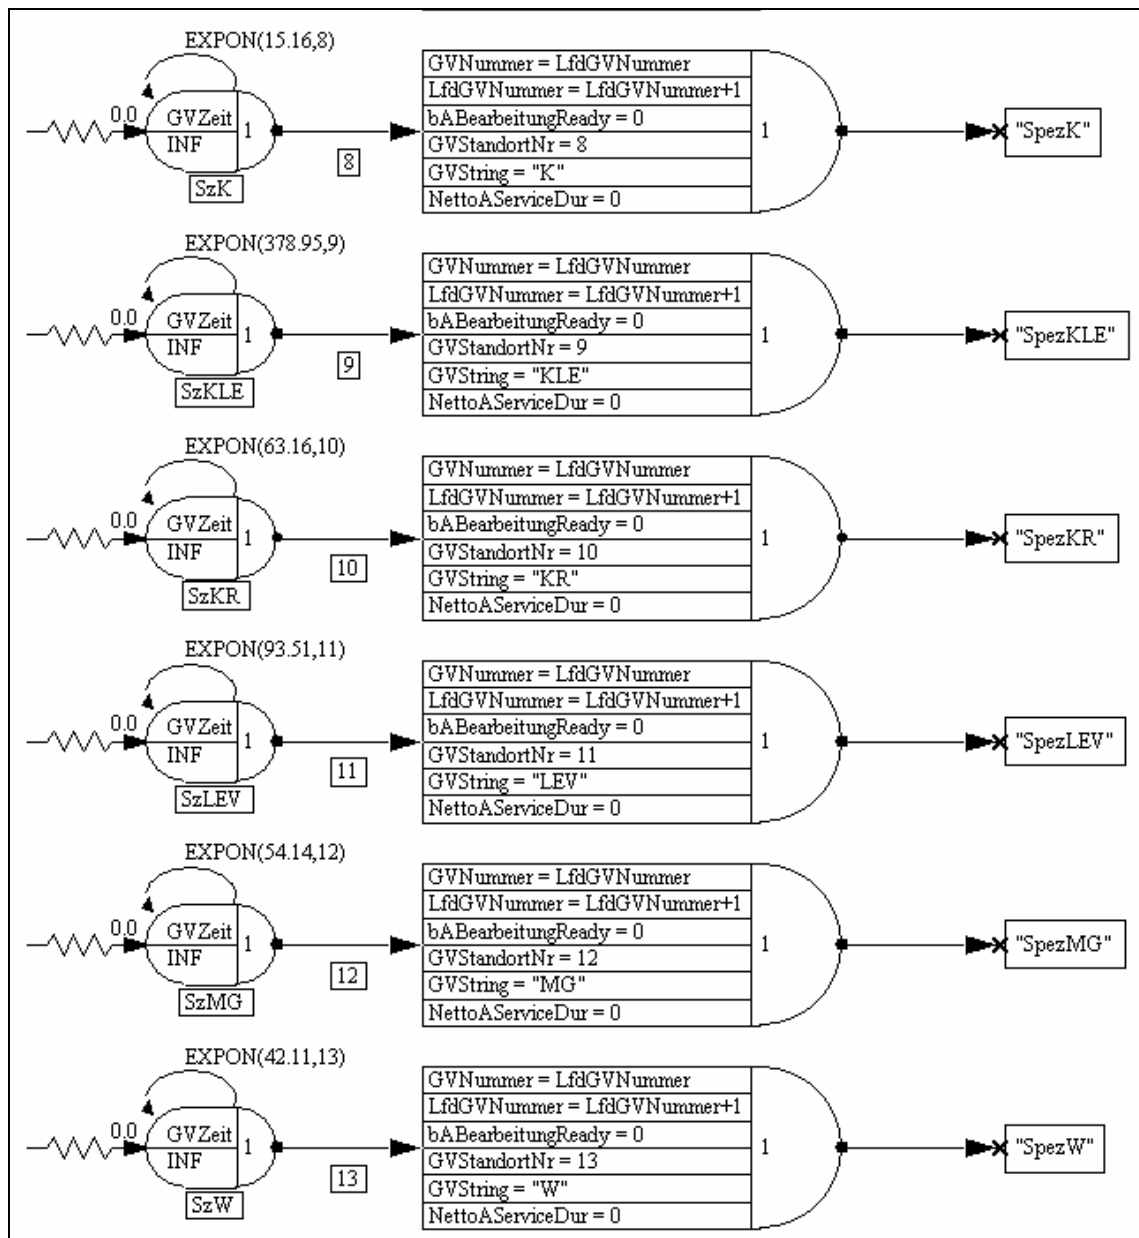 EXPON(15.16,8)
0.0
GVZeit
INF
1
SzK
8
GVNummer = LfdGVNummer
LfdGVNummer = LfdGVNummer+1
bABearbeitungReady = 0
GVStandortNr = 8
GVString = "K"
NettoAServiceDur = 0
1
"SpezK"
EXPON(378.95,9)
0.0
GVZeit
INF
1
SzKLE
9
GVNummer = LfdGVNummer
LfdGVNummer = LfdGVNummer+1
bABearbeitungReady = 0
GVStandortNr = 9
GVString = "KLE"
NettoAServiceDur = 0
1
"SpezKLE"
EXPON(63.16,10)
0.0
GVZeit
INF
1
SzKR
10
GVNummer = LfdGVNummer
LfdGVNummer = LfdGVNummer+1
bABearbeitungReady = 0
GVStandortNr = 10
GVString = "KR"
NettoAServiceDur = 0
1
"SpezKR"
EXPON(93.51,11)
0.0
GVZeit
INF
1
SzLEV
11
GVNummer = LfdGVNummer
LfdGVNummer = LfdGVNummer+1
bABearbeitungReady = 0
GVStandortNr = 11
GVString = "LEV"
NettoAServiceDur = 0
1
"SpezLEV"
EXPON(54.14,12)
0.0
GVZeit
INF
1
SzMG
12
GVNummer = LfdGVNummer
LfdGVNummer = LfdGVNummer+1
bABearbeitungReady = 0
GVStandortNr = 12
GVString = "MG"
NettoAServiceDur = 0
1
"SpezMG"
EXPON(42.11,13)
0.0
GVZeit
INF
1
SzW
13
GVNummer = LfdGVNummer
LfdGVNummer = LfdGVNummer+1
bABearbeitungReady = 0
GVStandortNr = 13
GVString = "W"
NettoAServiceDur = 0
1
"SpezW"